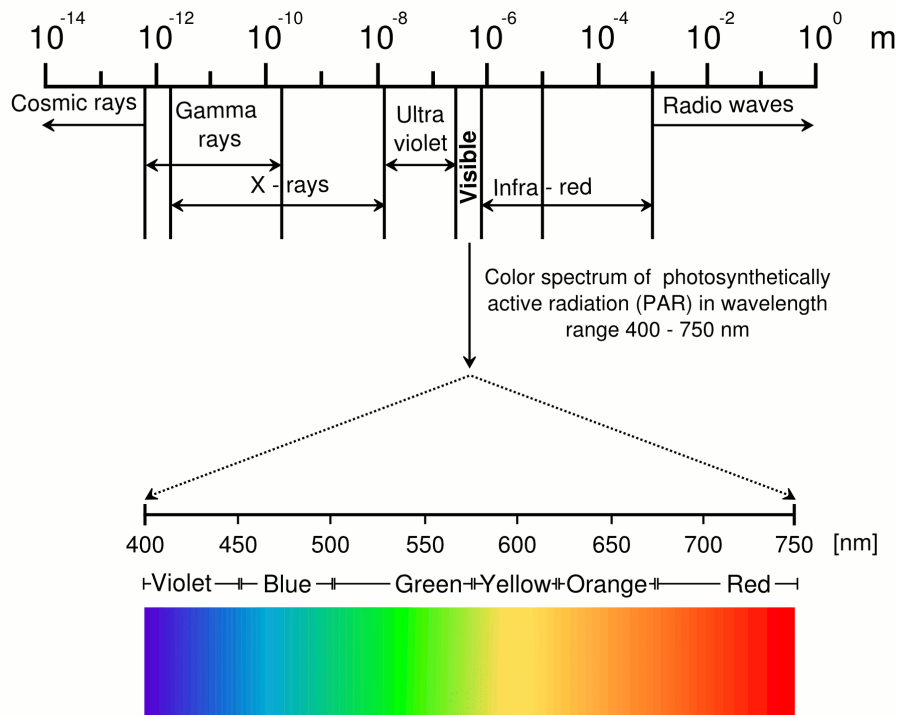 10^-14 10^-12 10^-10 10^-8 10^-6 10^-4 10^-2 10^0 m
Cosmic rays
Gamma
rays
X - rays
Ultra
violet
Visible
Infra - red
Radio waves
Color spectrum of photosynthetically
active radiation (PAR) in wavelength
range 400 - 750 nm
400 450 500 550 600 650 700 750 [nm]
Violet Blue Green Yellow Orange Red